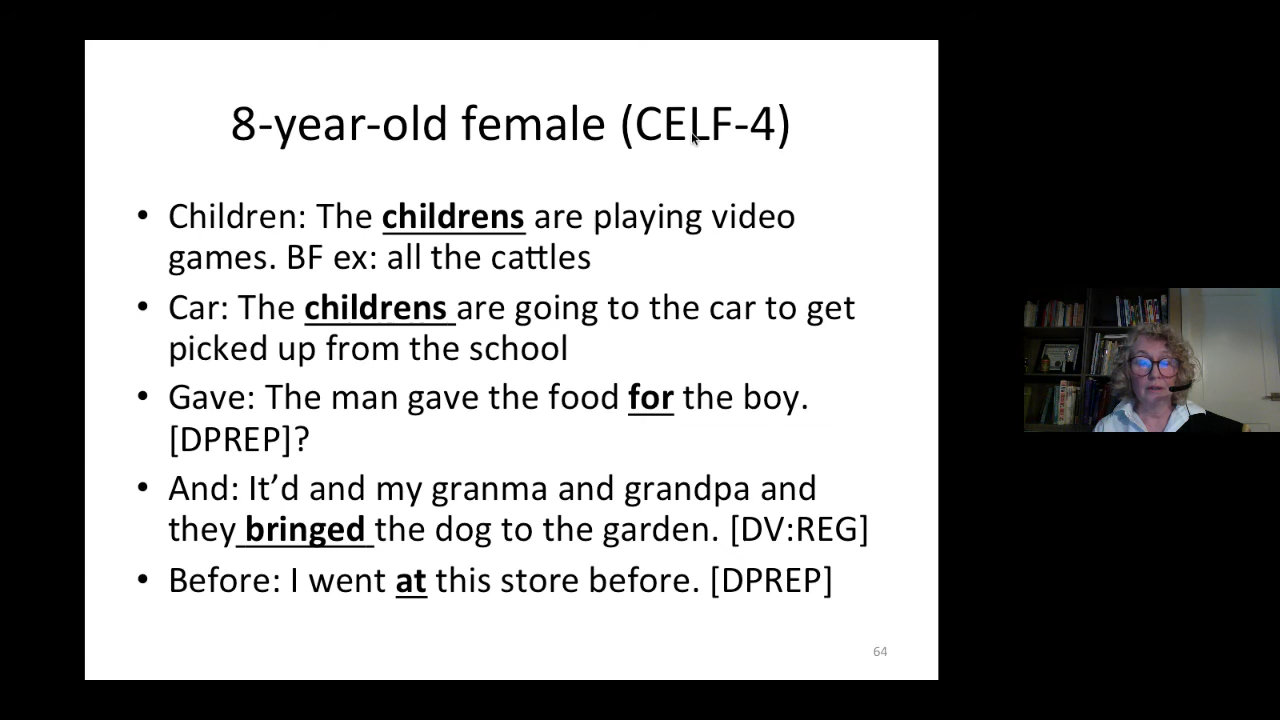 8-year-old female (CELF-4)
• Children: The childrens are playing video
games. BF ex: all the cattles
• Car: The childrens are going to the car to get
picked up from the school
• Gave: The man gave the food for the boy.
[DPREP]?
• And: It’d and my granma and grandpa and
they bringed the dog to the garden. [DV:REG]
• Before: I went at this store before. [DPREP]
64